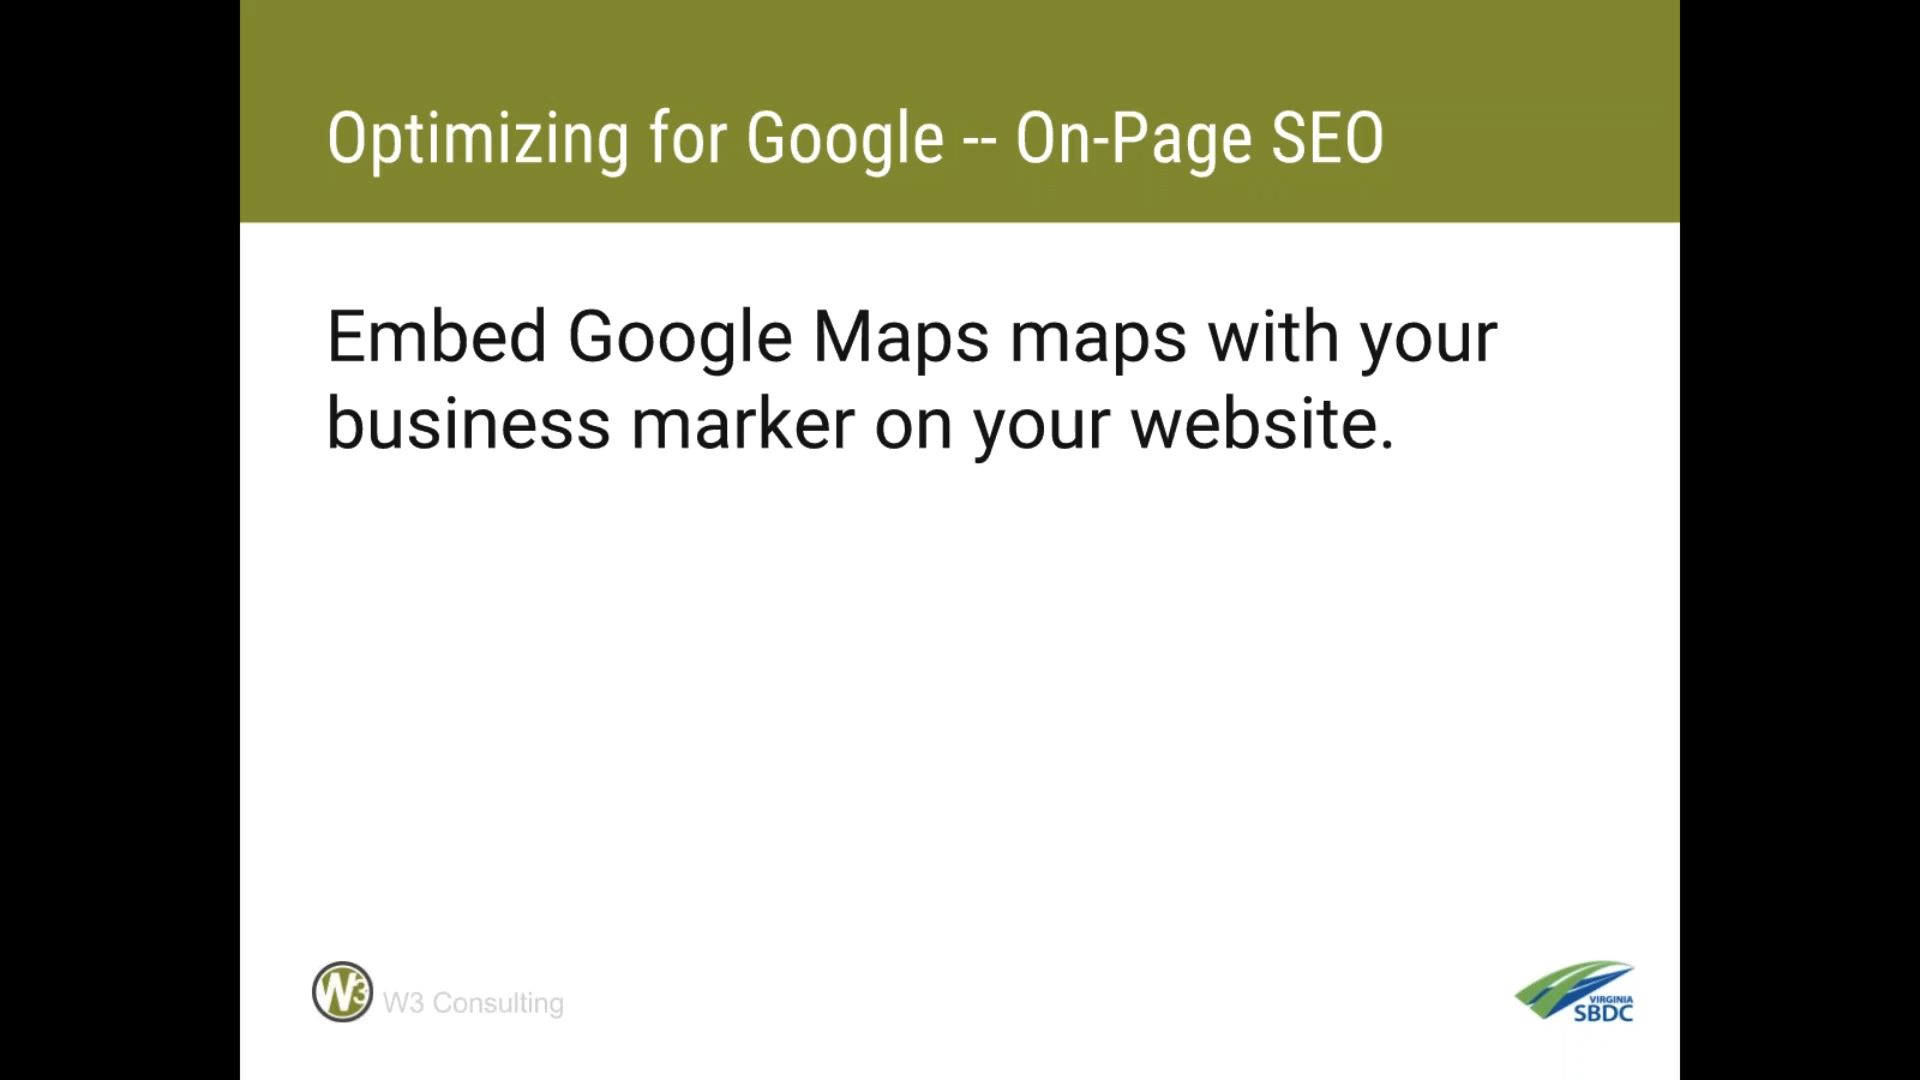 Optimizing for Google -- On-Page SEO
Embed Google Maps maps with your
business marker on your website.
W3 W3 Consulting
VIRGINIA
SBDC